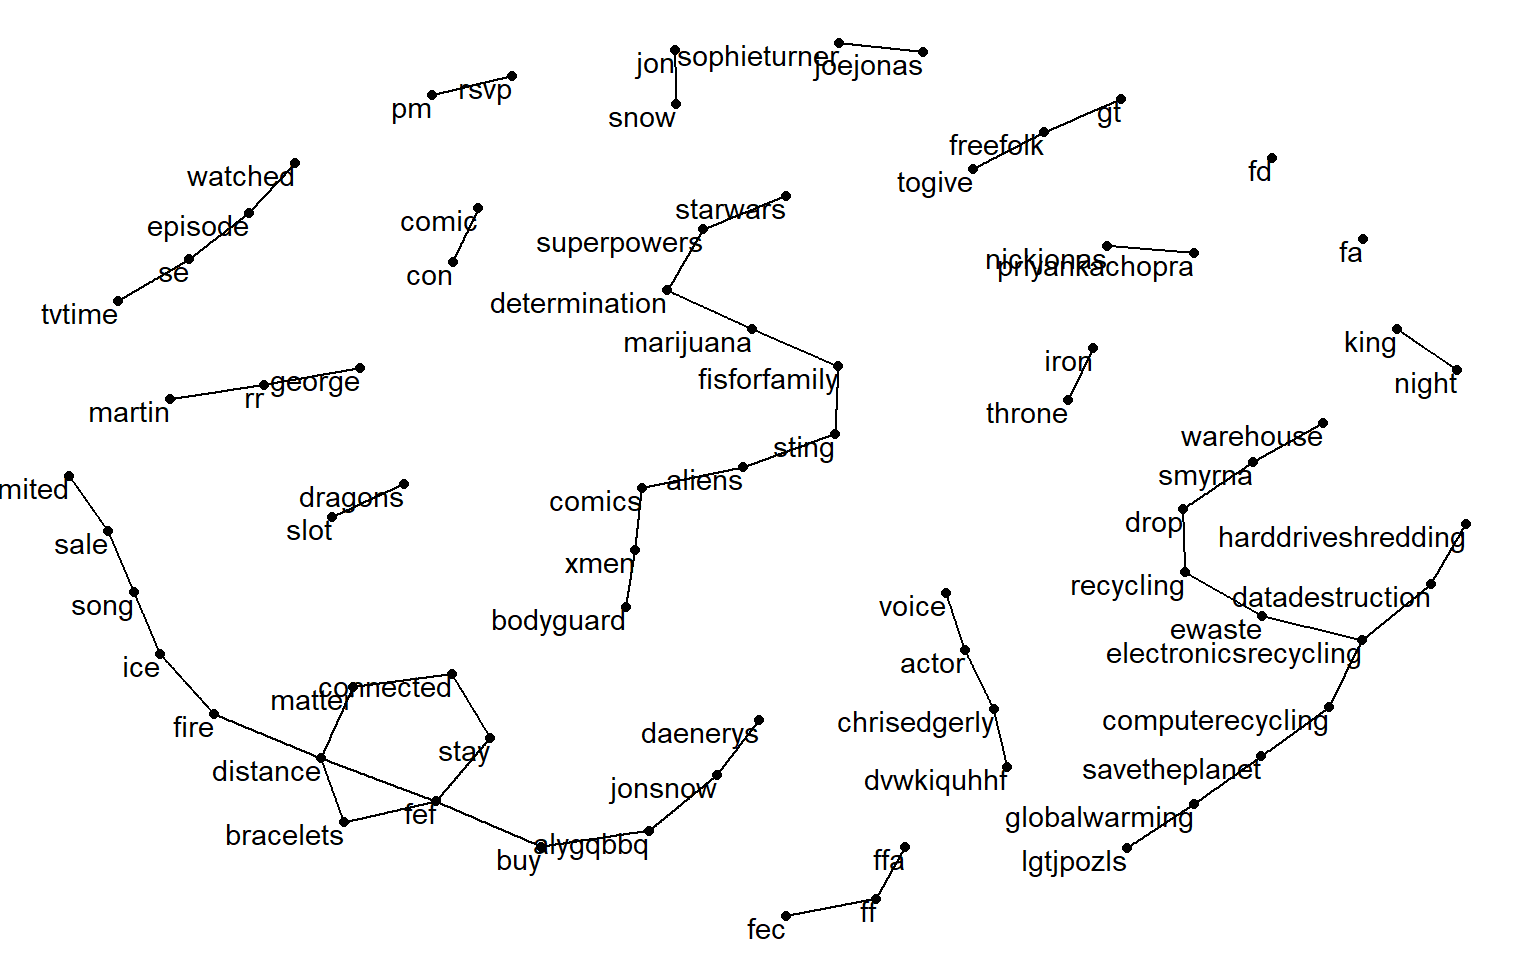 jon
sophieturner
joejonas
pm
rsvp
snow
gt
freefolk
togive
fd
watched
episode
se
tvtime
comic
con
starwars
superpowers
determination
marijuana
fisforfamily
nickjonas
priyankachopra
fa
king
night
iron
throne
martin
rr
george
sting
aliens
comics
xmen
bodyguard
warehouse
smyrna
drop
harddriveshredding
recycling
datadestruction
ewaste
electronicsrecycling
computerecycling
savetheplanet
globalwarming
lgtjpozls
mited
sale
song
ice
fire
dragons
slot
matter
connected
stay
distance
bracelets
fef
buy
alygqbbq
jonsnow
daenerys
voice
actor
chrisedgerly
dvwkiquhhf
ffa
ff
fec